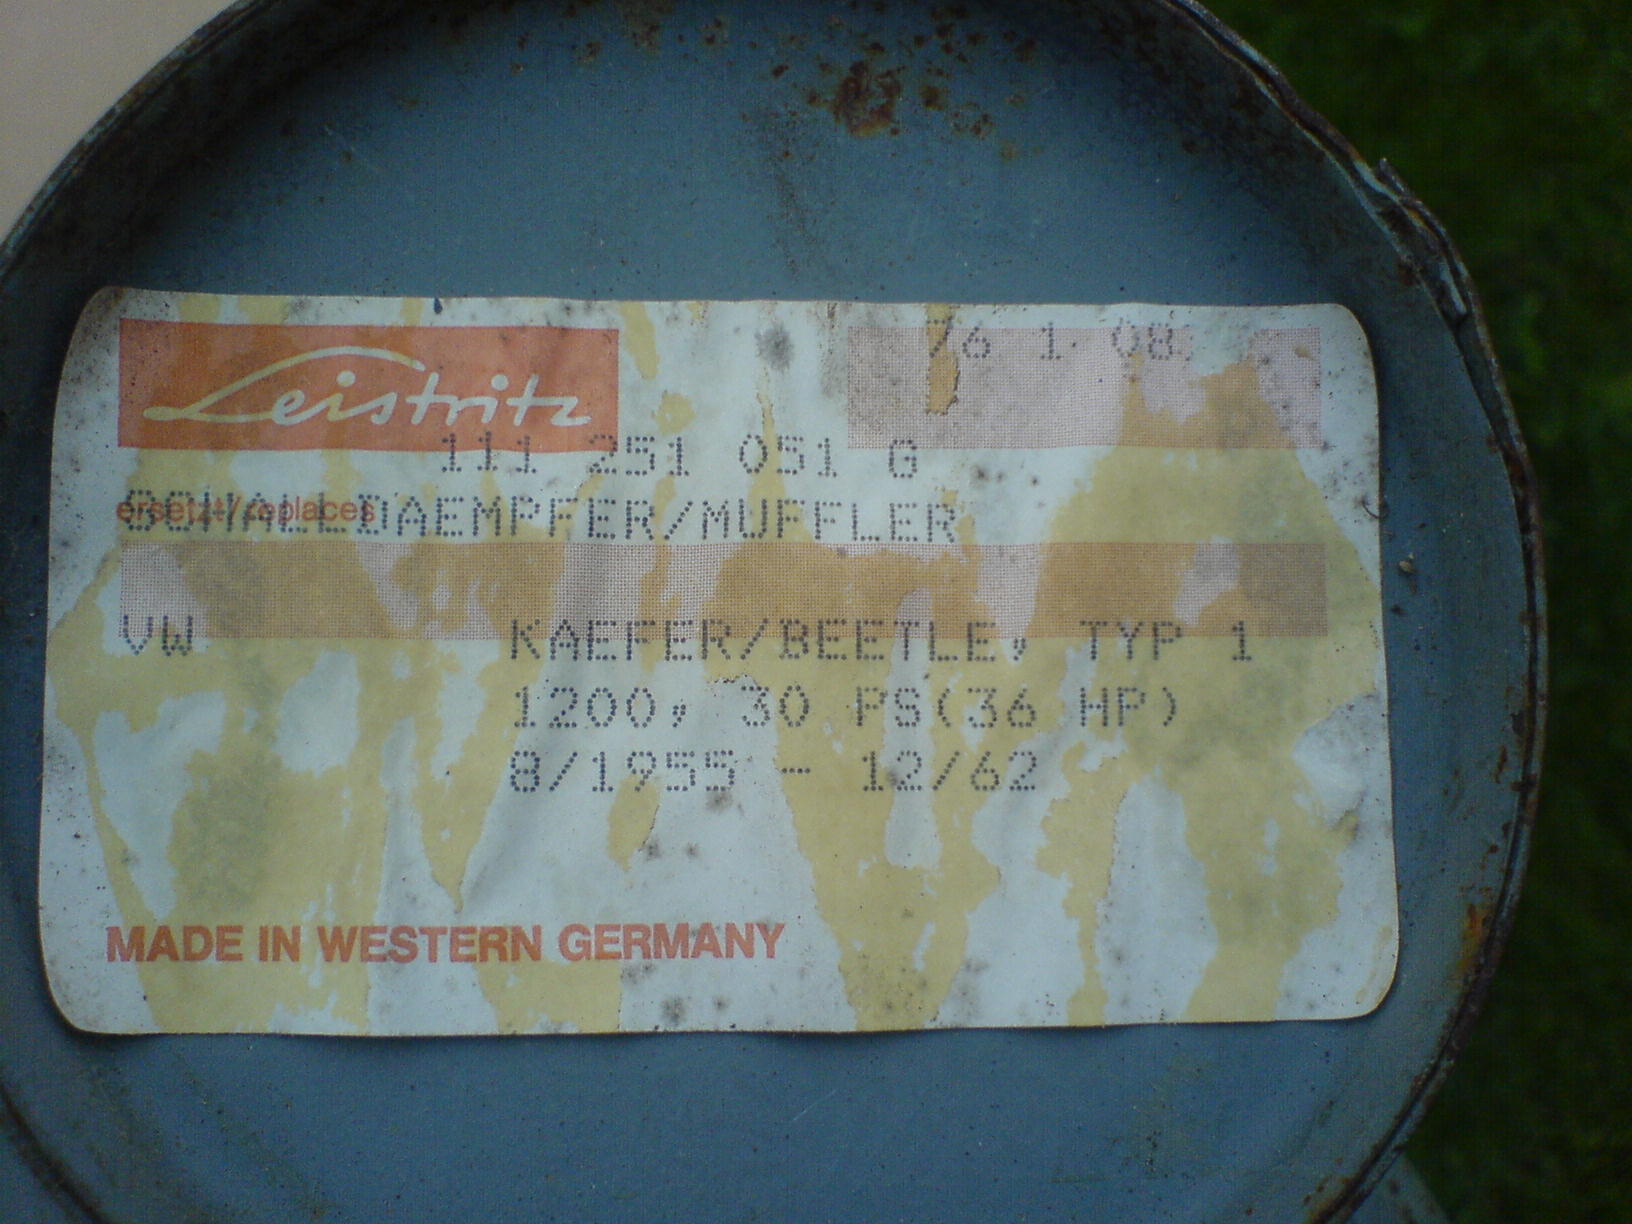 Leistritz
76 1 08
111 251 051 G
ersetzt/replaces
SCHALLDAEMPFER/MUFFLER
VW KAEFER/BEETLE, TYP 1
1200, 30 PS(36 HP)
8/1955 - 12/62
MADE IN WESTERN GERMANY